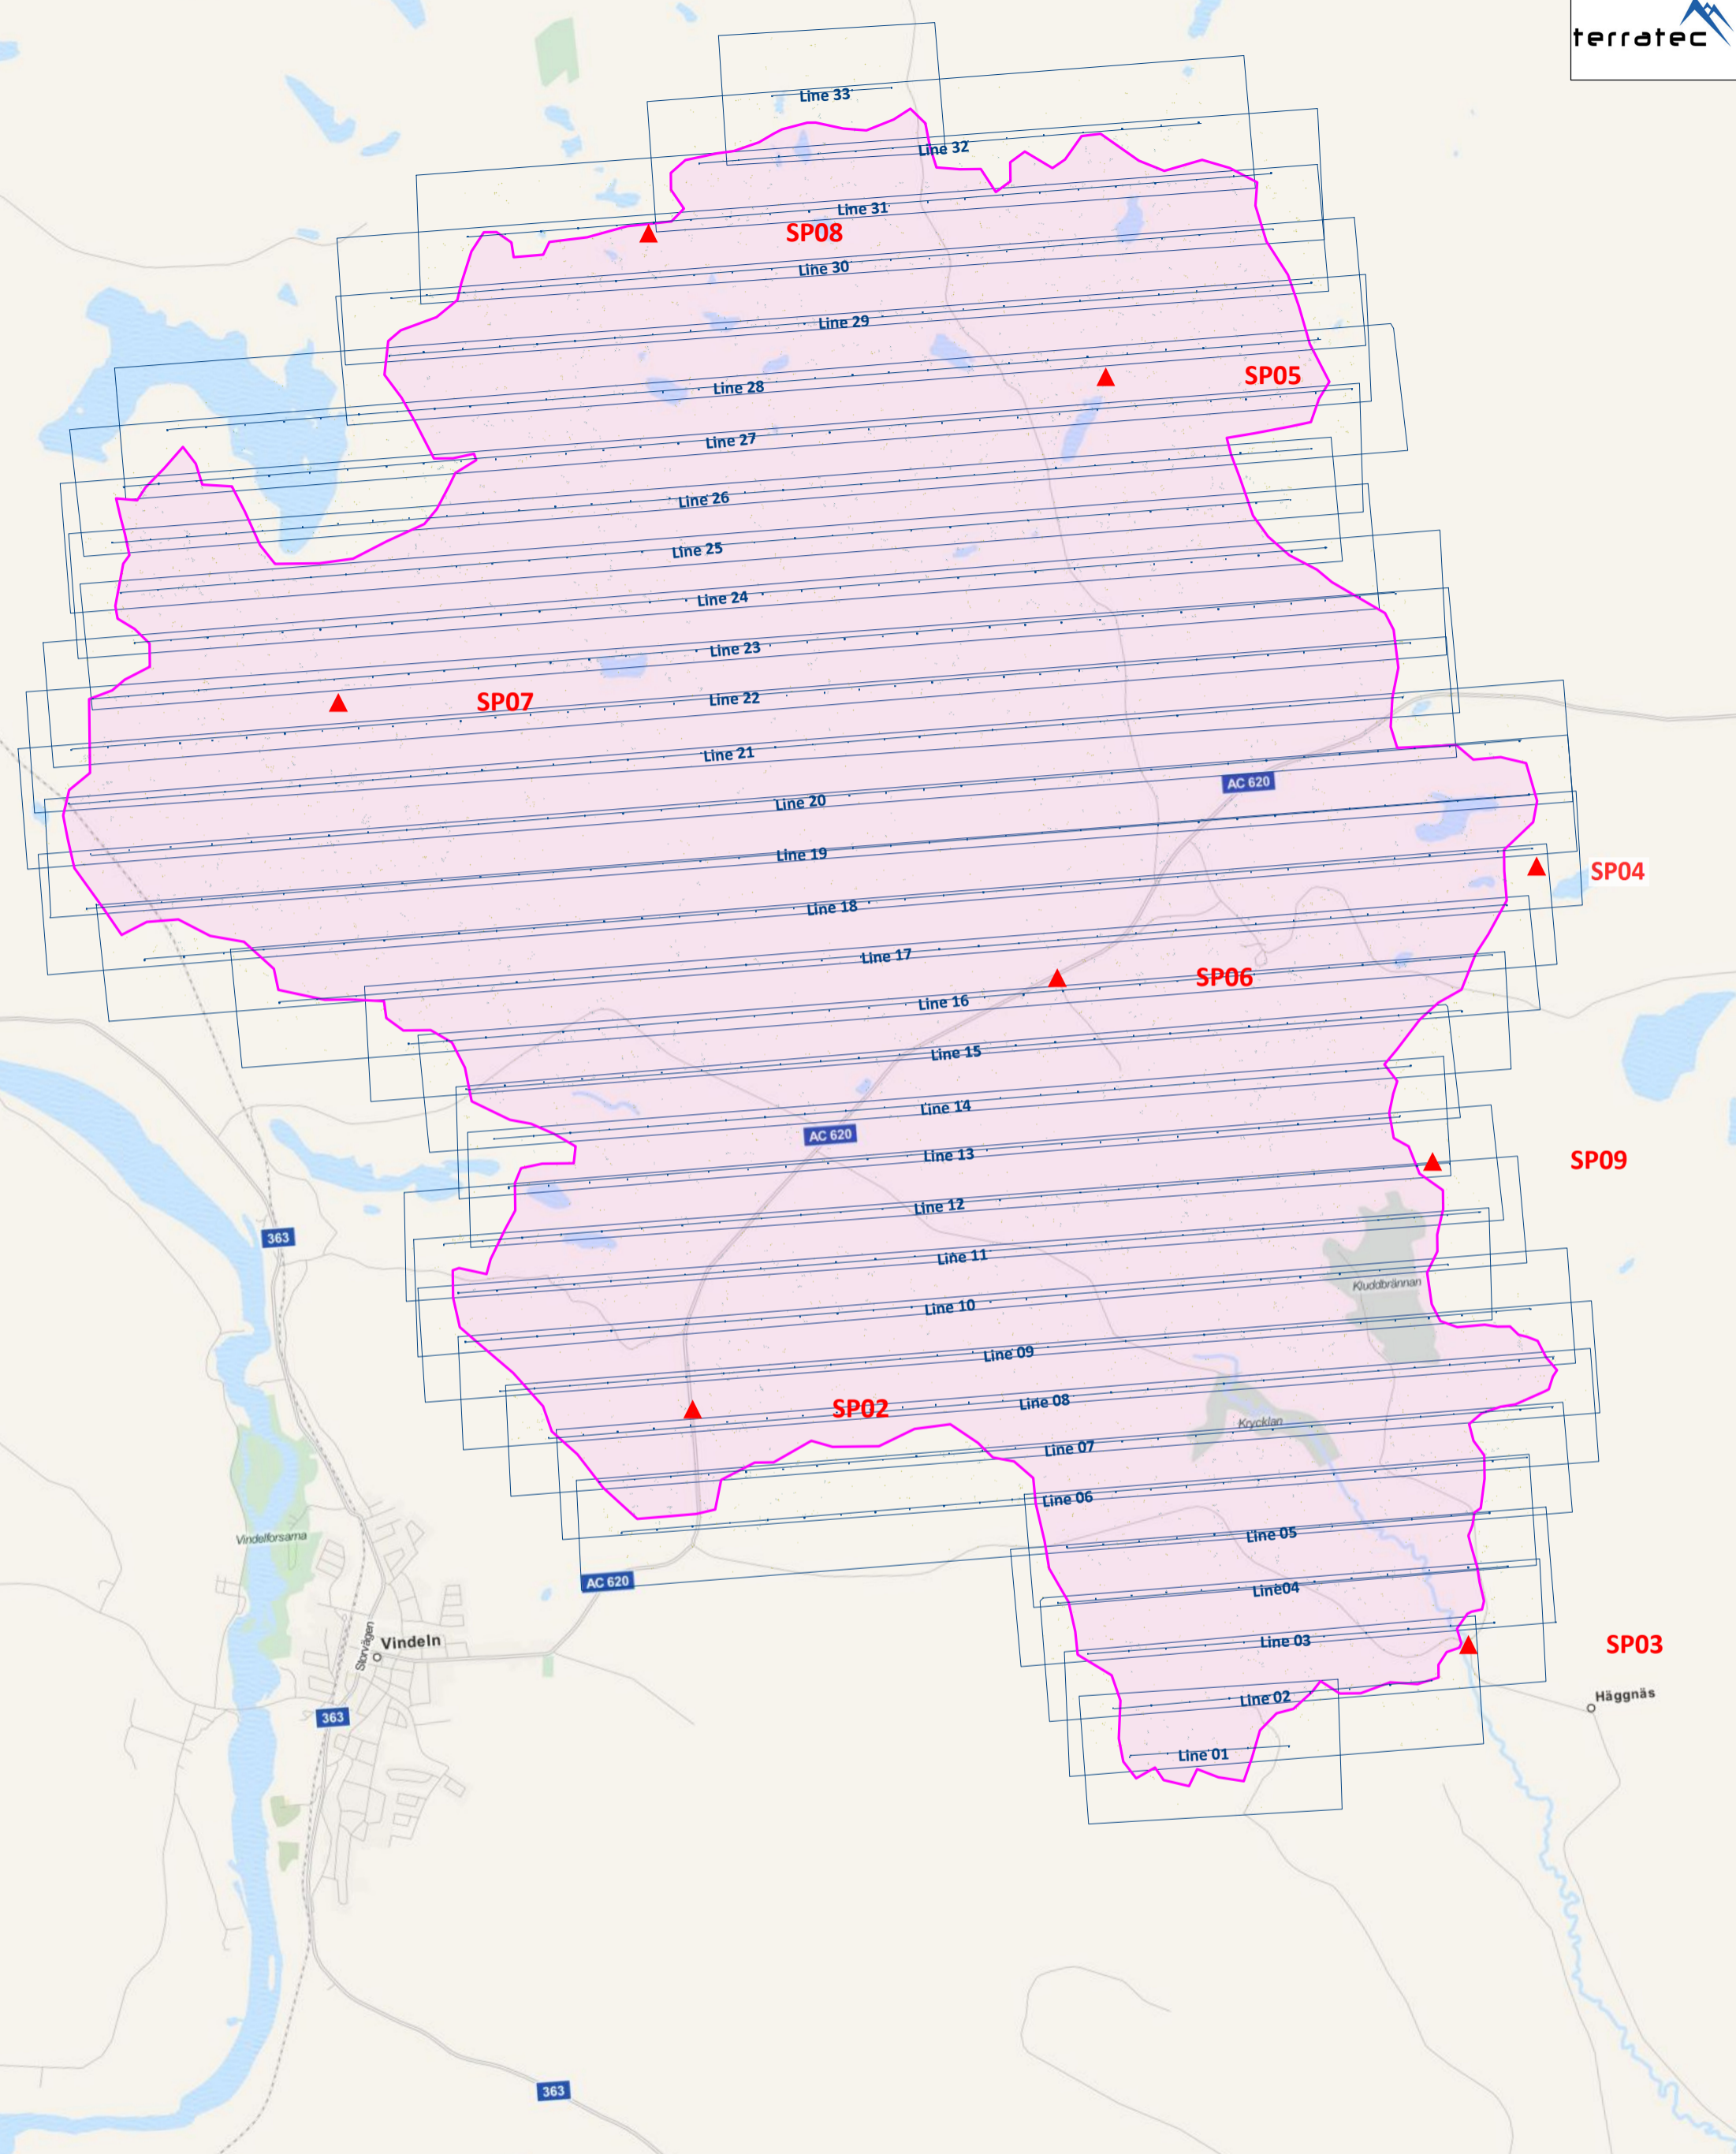 terratec
Line 33
Line 32
Line 31
SP08
Line 30
Line 29
SP05
Line 28
Line 27
Line 26
Line 25
Line 24
Line 23
SP07
Line 22
Line 21
AC 620
Line 20
Line 19
SP04
Line 18
Line 17
SP06
Line 16
Line 15
Line 14
AC 620
Line 13
SP09
Line 12
363
Line 11
Kluddbrännan
Line 10
Line 09
Line 08
SP02
Krycklan
Line 07
Line 06
Line 05
Vindelforsarna
AC 620
Line04
Line 03
Vindeln
Storvägen
SP03
Häggnäs
Line 02
363
Line 01
363